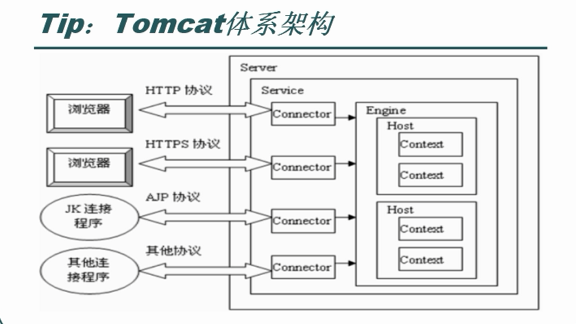 Tip：Tomcat体系架构
Server
HTTP 协议
Service
浏览器
Connector
Engine
Host
Context
HTTPS 协议
浏览器
Connector
Context
AJP 协议
JK 连接
程序
Connector
Host
Context
其他协议
其他连
接程序
Connector
Context